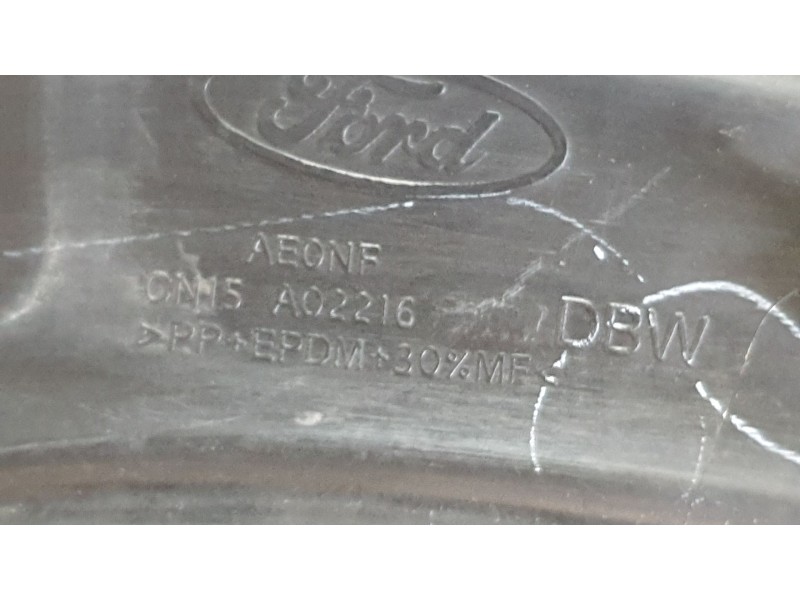 Ford
AE0NF
CN15 A02216
DBW
>PP+EPDM+30%MF<